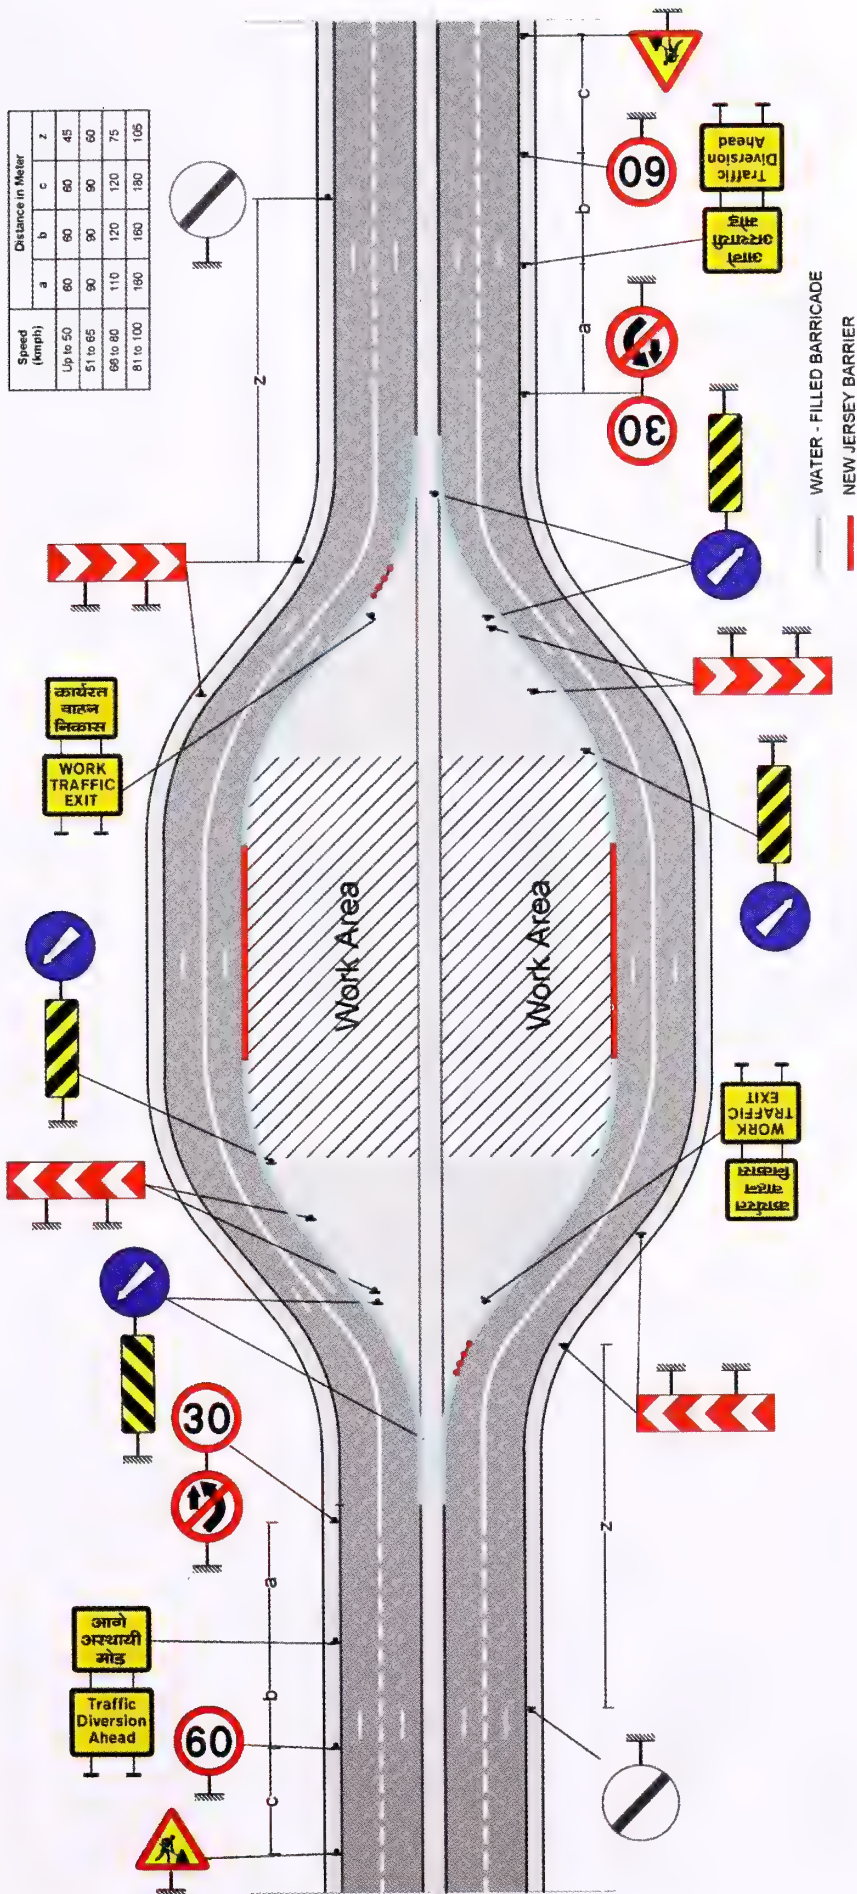 Speed (kmph) Distance in Meter
a b c z
Up to 50 60 60 60 45
51 to 65 90 90 90 60
66 to 80 110 120 120 75
81 to 100 160 160 180 105
c
60
b
Traffic
Diversion
Ahead
आगे
अस्थायी
मोड़
a
30
z
WATER - FILLED BARRICADE
NEW JERSEY BARRIER
कार्यरत
वाहन
निकास
WORK
TRAFFIC
EXIT
Work Area
Work Area
WORK
TRAFFIC
EXIT
कार्यरत
वाहन
निकास
30
z
a
आगे
अस्थायी
मोड़
b
Traffic
Diversion
Ahead
60
c